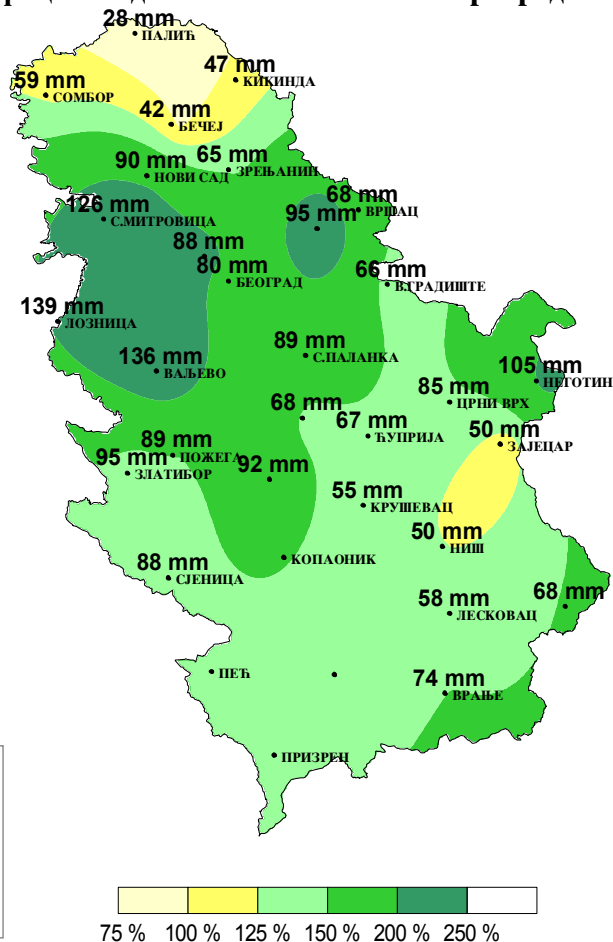 28 mm
ПАЛИЋ
47 mm
КИКИНДА
59 mm
СОМБОР
42 mm
БЕЧЕЈ
65 mm
ЗРЕЊАНИН
90 mm
НОВИ САД
68 mm
ВРШАЦ
126 mm
С.МИТРОВИЦА
95 mm
88 mm
80 mm
БЕОГРАД
66 mm
В.ГРАДИШТЕ
139 mm
ЛОЗНИЦА
89 mm
С.ПАЛАНКА
136 mm
ВАЉЕВО
105 mm
НЕГОТИН
85 mm
ЦРНИ ВРХ
68 mm
67 mm
ЋУПРИЈА
50 mm
ЗАЈЕЦАР
89 mm
ПОЖЕГА
95 mm
ЗЛАТИБОР
92 mm
55 mm
КРУШЕВАЦ
50 mm
НИШ
КОПАОНИК
88 mm
СЈЕНИЦА
58 mm
ЛЕСКОВАЦ
68 mm
ПЕЋ
74 mm
ВРАЊЕ
ПРИЗРЕН
75 % 100 % 125 % 150 % 200 % 250 %